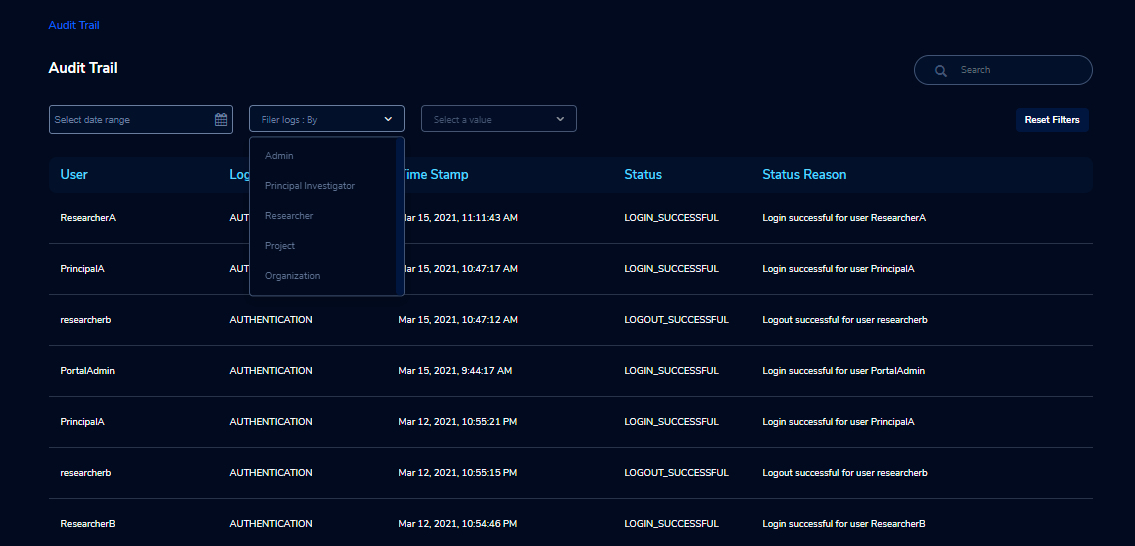 Audit Trail
Audit Trail
Search
Select date range
Filer logs : By
Select a value
Reset Filters
Admin
Principal Investigator
Researcher
Project
Organization
User Log Time Stamp Status Status Reason
ResearcherA AUT Mar 15, 2021, 11:11:43 AM LOGIN_SUCCESSFUL Login successful for user ResearcherA
PrincipalA AUT Mar 15, 2021, 10:47:17 AM LOGIN_SUCCESSFUL Login successful for user PrincipalA
researcherb AUTHENTICATION Mar 15, 2021, 10:47:12 AM LOGOUT_SUCCESSFUL Logout successful for user researcherb
PortalAdmin AUTHENTICATION Mar 15, 2021, 9:44:17 AM LOGIN_SUCCESSFUL Login successful for user PortalAdmin
PrincipalA AUTHENTICATION Mar 12, 2021, 10:55:21 PM LOGIN_SUCCESSFUL Login successful for user PrincipalA
researcherb AUTHENTICATION Mar 12, 2021, 10:55:15 PM LOGOUT_SUCCESSFUL Logout successful for user researcherb
ResearcherB AUTHENTICATION Mar 12, 2021, 10:54:46 PM LOGIN_SUCCESSFUL Login successful for user ResearcherB